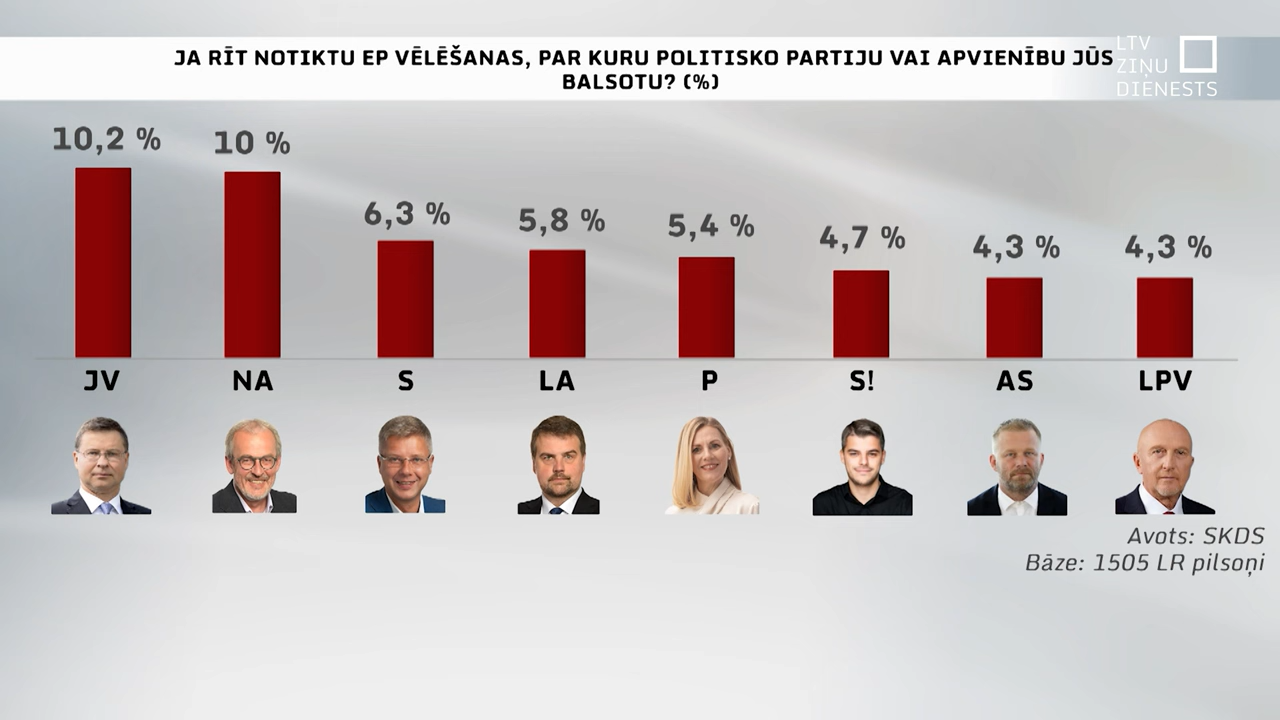 JA RĪT NOTIKTU EP VĒLĒŠANAS, PAR KURU POLITISKO PARTIJU VAI APVIENĪBU JŪS
BALSOTU? (%)
LTV
ZIŅU
DIENESTS
10,2 %
10 %
6,3 %
5,8 %
5,4 %
4,7 %
4,3 %
4,3 %
JV
NA
S
LA
P
S!
AS
LPV
Avots: SKDS
Bāze: 1505 LR pilsoņi